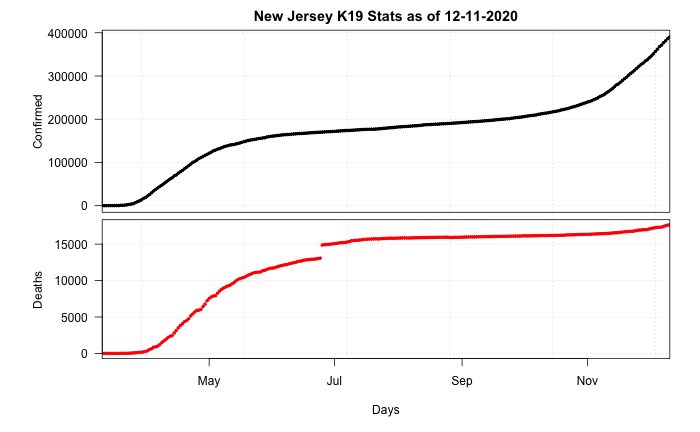 New Jersey K19 Stats as of 12-11-2020
Confirmed
400000
300000
200000
100000
0
Deaths
15000
10000
5000
0
May Jul Sep Nov
Days